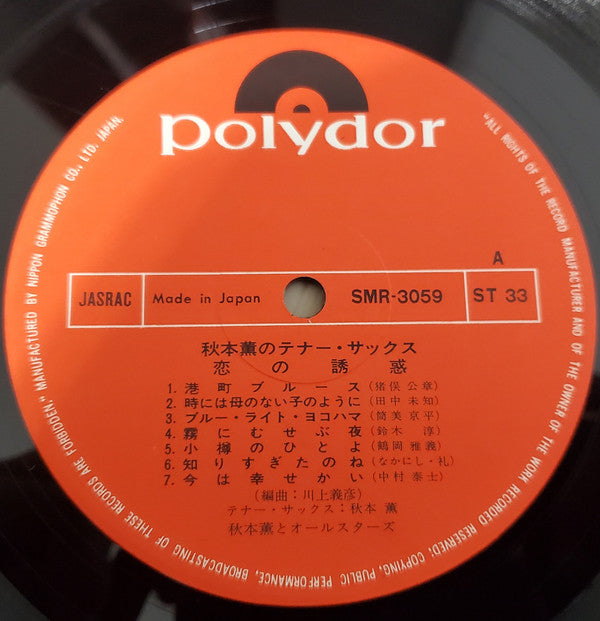 polydor
A
JASRAC Made in Japan SMR-3059 ST 33
秋本薫のテナー・サックス
恋の誘惑
1. 港町ブルース (猪俣公章)
2. 時には母のない子のように (田中未知)
3. ブルー・ライト・ヨコハマ (筒美京平)
4. 霧にむせぶ夜 (鈴木淳)
5. 小樽のひとよ (鶴岡雅義)
6. 知りすぎたのね (なかにし・礼)
7. 今は幸せかい (中村泰士)
(編曲:川上義彦)
テナー・サックス:秋本 薫
秋本薫とオールスターズ
"ALL RIGHTS OF THE RECORD MANUFACTURER AND OF THE OWNER OF THE WORK RECORDED RESERVED; COPYING, PUBLIC PERFORMANCE, BROADCASTING OF THESE RECORDS ARE FORBIDDEN." MANUFACTURED BY NIPPON GRAMMOPHON CO., LTD. JAPAN.